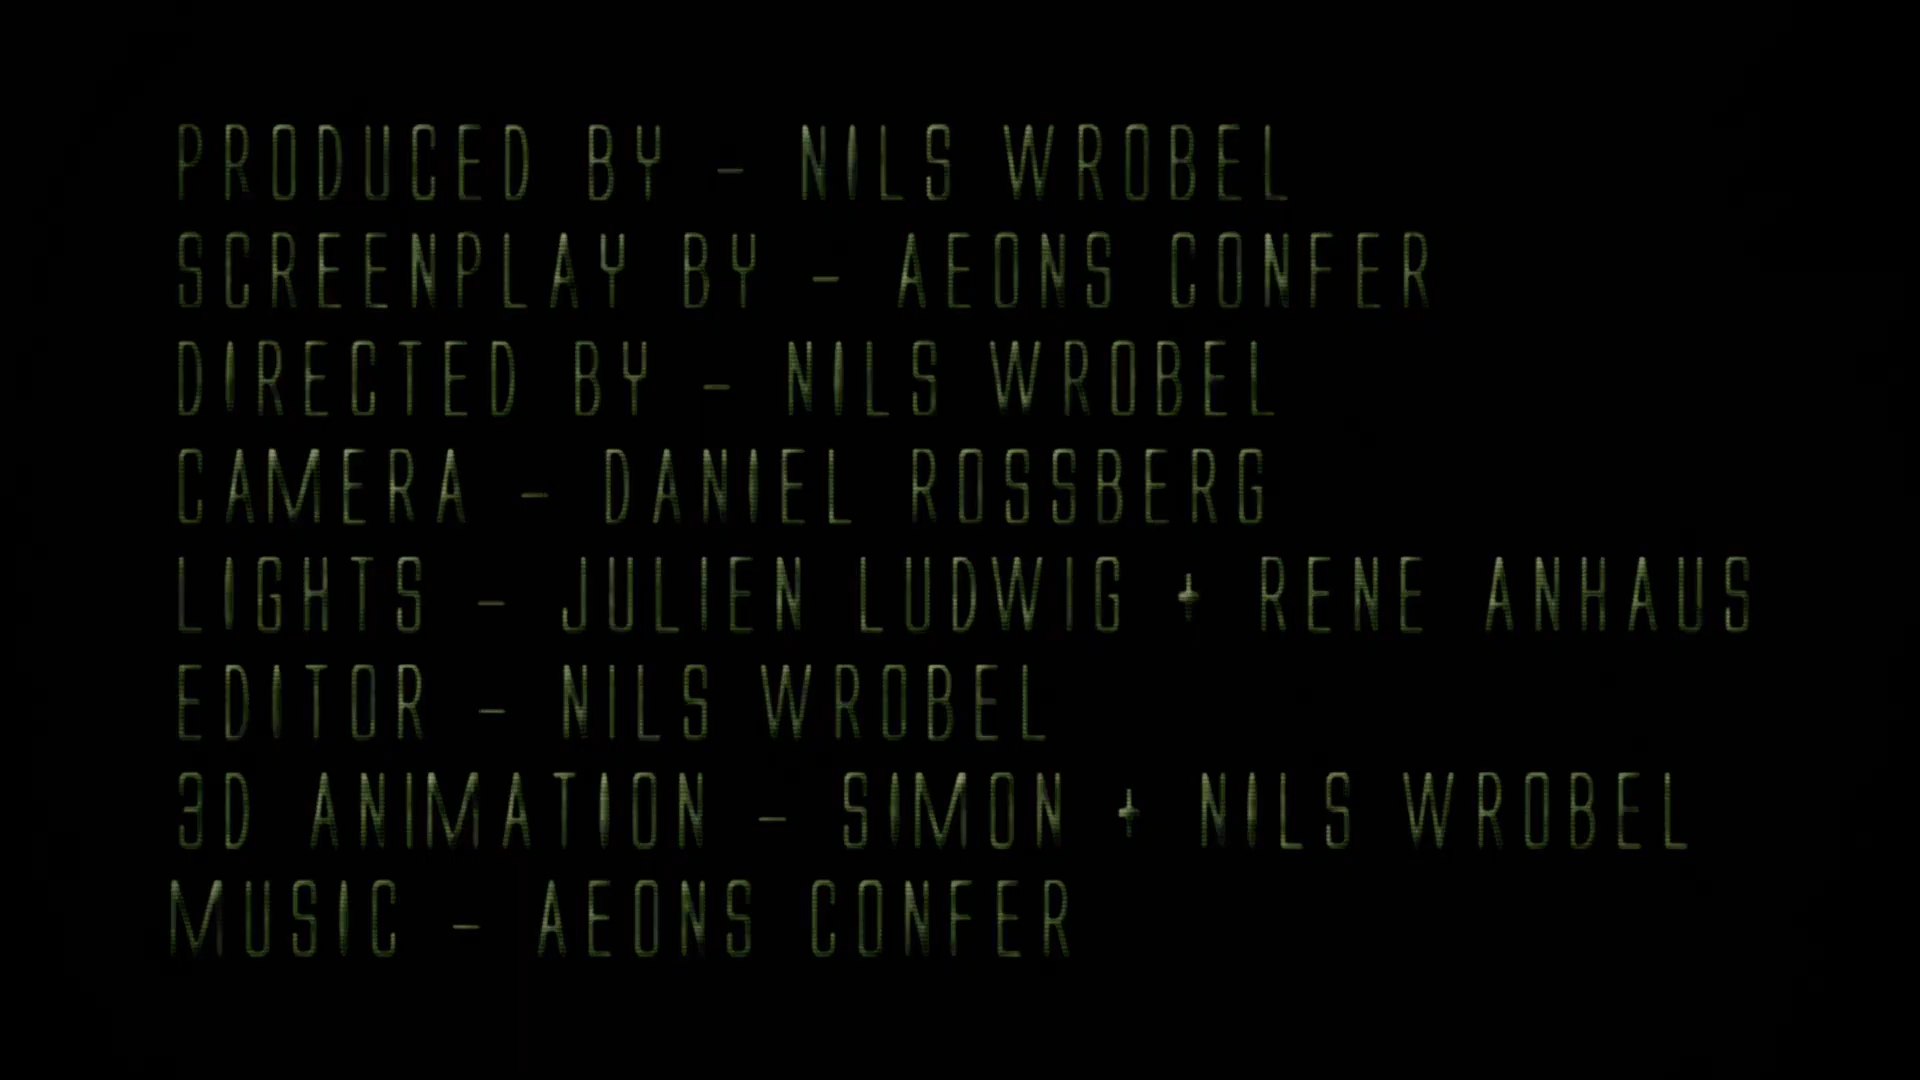 PRODUCED BY - NILS WROBEL
SCREENPLAY BY - AEONS CONFER
DIRECTED BY - NILS WROBEL
CAMERA - DANIEL ROSSBERG
LIGHTS - JULIEN LUDWIG + RENE ANHAUS
EDITOR - NILS WROBEL
3D ANIMATION - SIMON + NILS WROBEL
MUSIC - AEONS CONFER